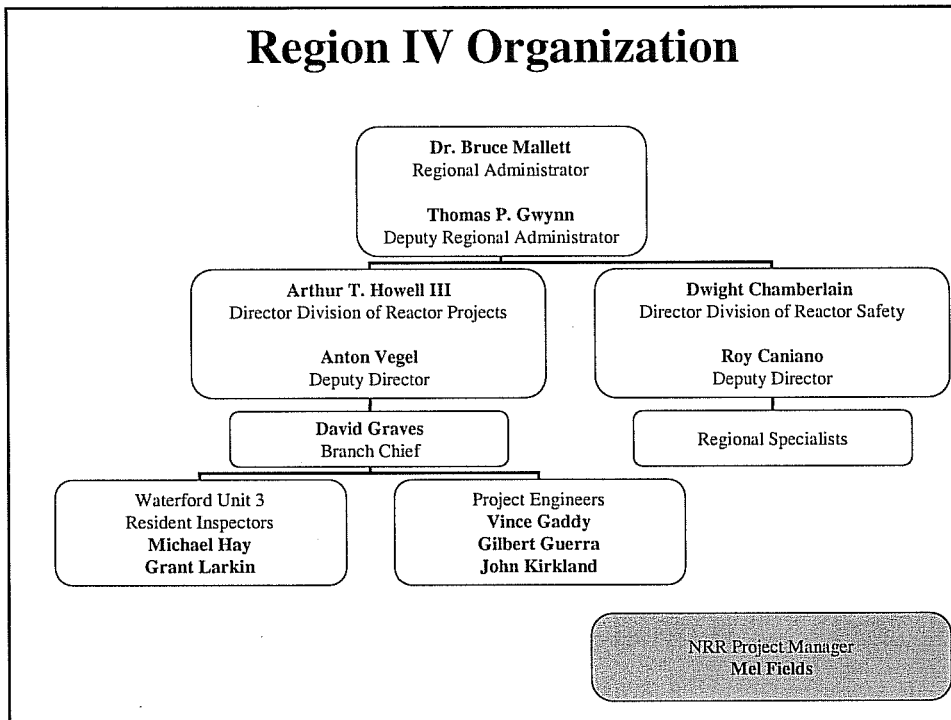 Region IV Organization
Dr. Bruce Mallett
Regional Administrator
Thomas P. Gwynn
Deputy Regional Administrator
Arthur T. Howell III
Director Division of Reactor Projects
Anton Vegel
Deputy Director
Dwight Chamberlain
Director Division of Reactor Safety
Roy Caniano
Deputy Director
David Graves
Branch Chief
Regional Specialists
Waterford Unit 3
Resident Inspectors
Michael Hay
Grant Larkin
Project Engineers
Vince Gaddy
Gilbert Guerra
John Kirkland
NRR Project Manager
Mel Fields